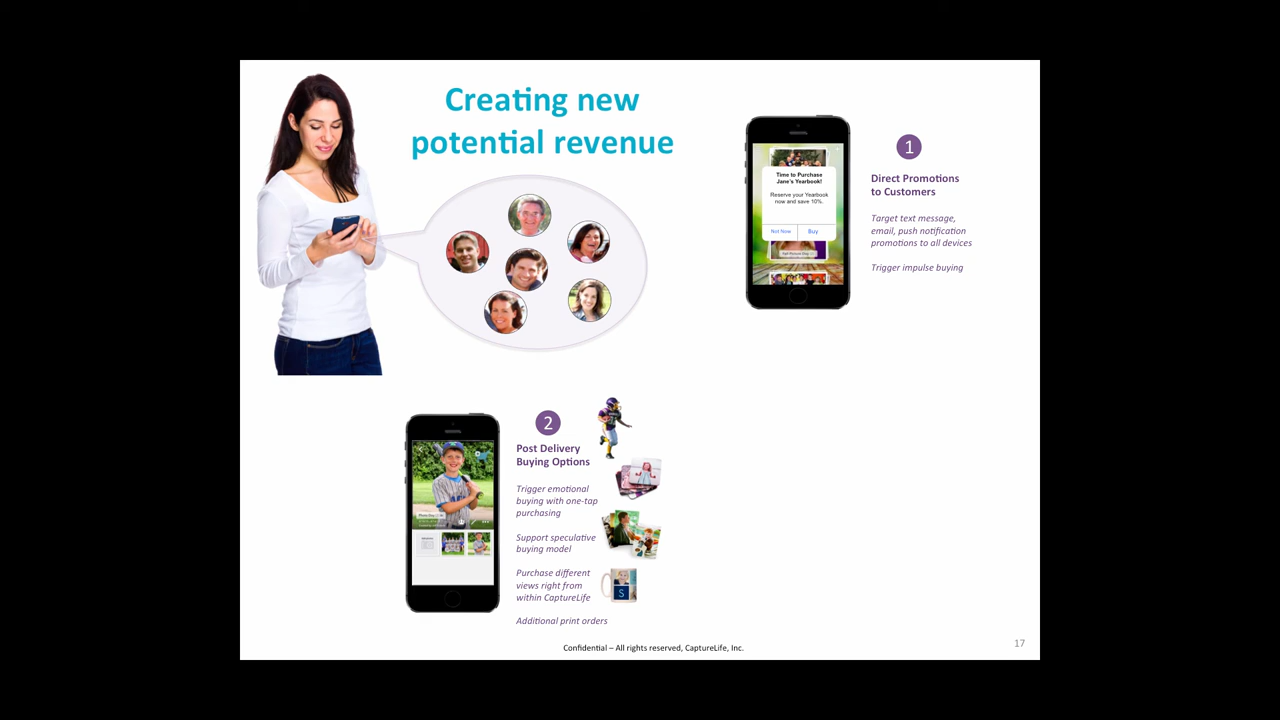 Creating new
potential revenue
Time to Purchase
Jane's Yearbook!
Reserve your Yearbook
now and save 10%.
Not Now
Buy
1
Direct Promotions
to Customers
Target text message,
email, push notification
promotions to all devices
Trigger impulse buying
2
Post Delivery
Buying Options
Trigger emotional
buying with one-tap
purchasing
Support speculative
buying model
Purchase different
views right from
within CaptureLife
Additional print orders
S
Confidential – All rights reserved, CaptureLife, Inc.
17